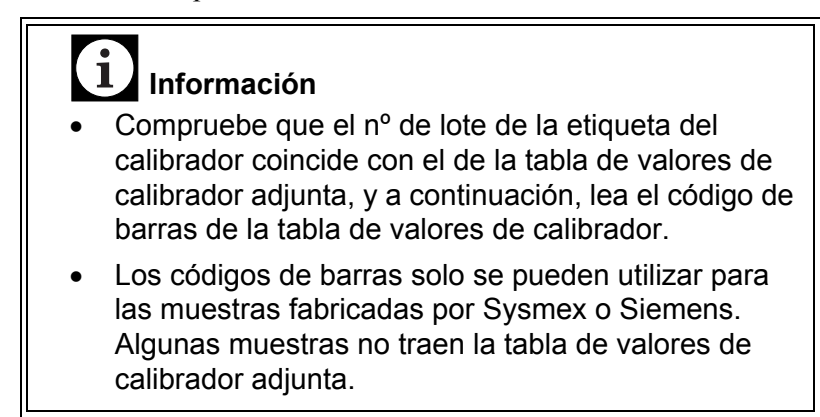 Información
• Compruebe que el nº de lote de la etiqueta del
calibrador coincide con el de la tabla de valores de
calibrador adjunta, y a continuación, lea el código de
barras de la tabla de valores de calibrador.
• Los códigos de barras solo se pueden utilizar para
las muestras fabricadas por Sysmex o Siemens.
Algunas muestras no traen la tabla de valores de
calibrador adjunta.